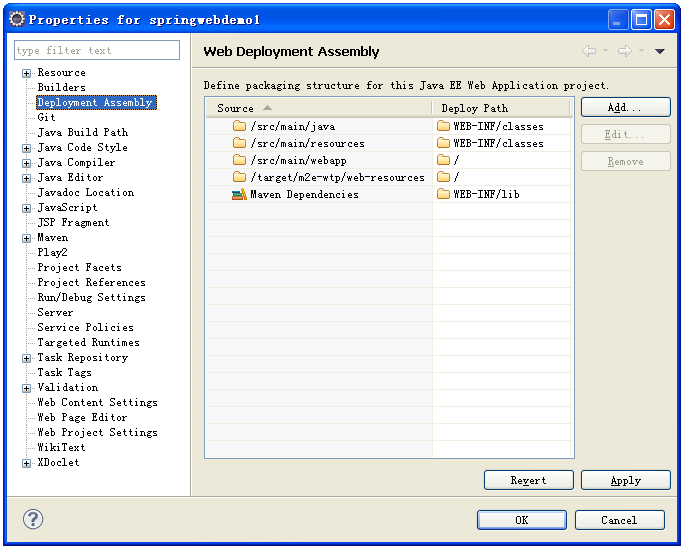 Properties for springwebdemo1
type filter text
Resource
Builders
Deployment Assembly
Git
Java Build Path
Java Code Style
Java Compiler
Java Editor
Javadoc Location
JavaScript
JSP Fragment
Maven
Play2
Project Facets
Project References
Run/Debug Settings
Server
Service Policies
Targeted Runtimes
Task Repository
Task Tags
Validation
Web Content Settings
Web Page Editor
Web Project Settings
WikiText
XDoclet
Web Deployment Assembly
Define packaging structure for this Java EE Web Application project.
Source Deploy Path
/src/main/java WEB-INF/classes
/src/main/resources WEB-INF/classes
/src/main/webapp /
/target/m2e-wtp/web-resources /
Maven Dependencies WEB-INF/lib
Add...
Edit...
Remove
Revert Apply
? OK Cancel